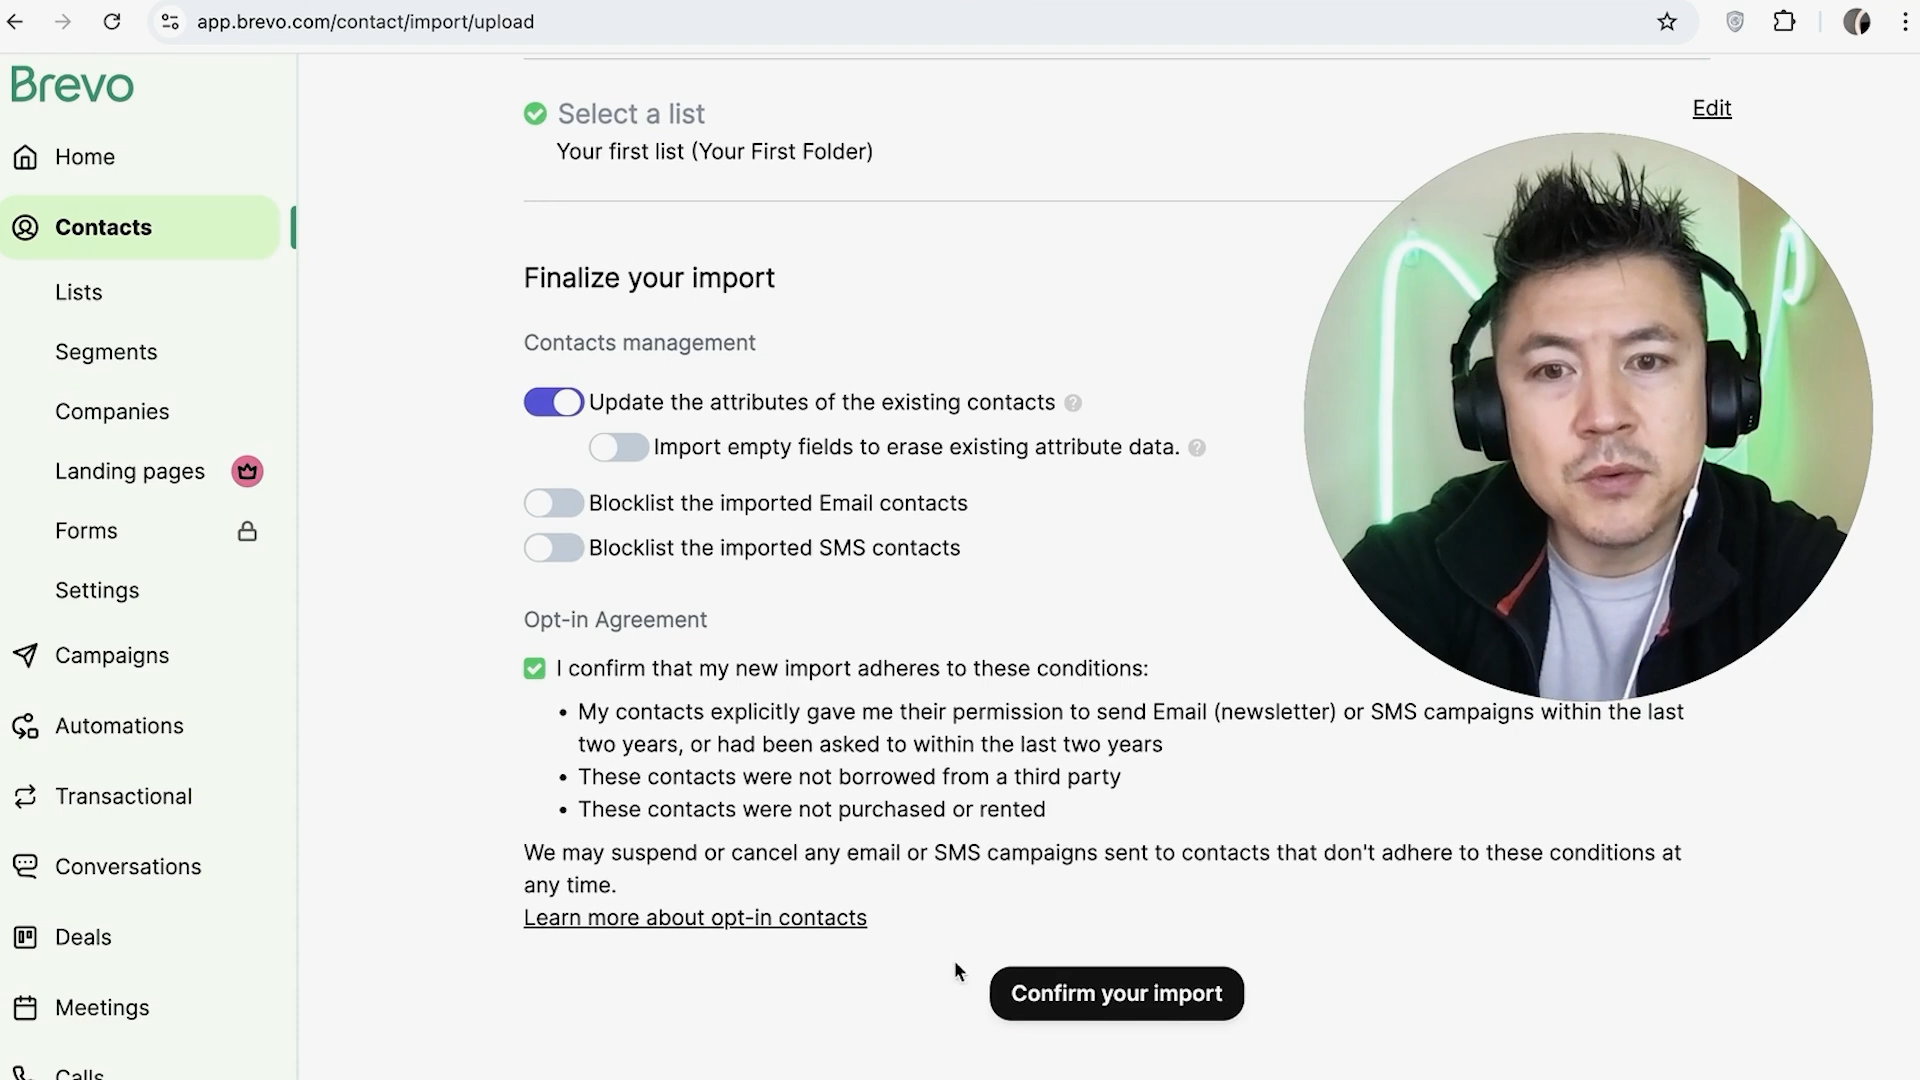 app.brevo.com/contact/import/upload
Brevo
Home
Contacts
Lists
Segments
Companies
Landing pages
Forms
Settings
Campaigns
Automations
Transactional
Conversations
Deals
Meetings
Calls
Select a list
Edit
Your first list (Your First Folder)
Finalize your import
Contacts management
Update the attributes of the existing contacts ?
Import empty fields to erase existing attribute data. ?
Blocklist the imported Email contacts
Blocklist the imported SMS contacts
Opt-in Agreement
I confirm that my new import adheres to these conditions:
• My contacts explicitly gave me their permission to send Email (newsletter) or SMS campaigns within the last
two years, or had been asked to within the last two years
• These contacts were not borrowed from a third party
• These contacts were not purchased or rented
We may suspend or cancel any email or SMS campaigns sent to contacts that don't adhere to these conditions at
any time.
Learn more about opt-in contacts
Confirm your import